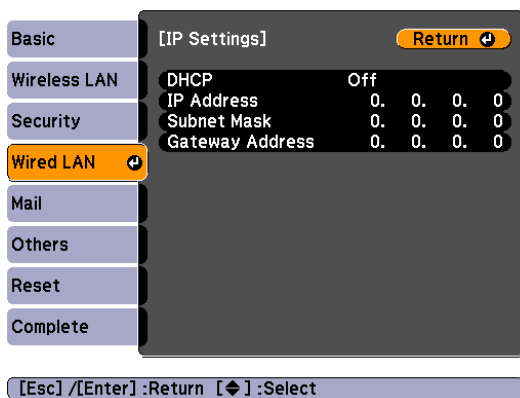 Basic
Wireless LAN
Security
Wired LAN
Mail
Others
Reset
Complete
[IP Settings]
Return
DHCP Off
IP Address 0. 0. 0. 0
Subnet Mask 0. 0. 0. 0
Gateway Address 0. 0. 0. 0
[Esc] /[Enter] :Return [◆] :Select